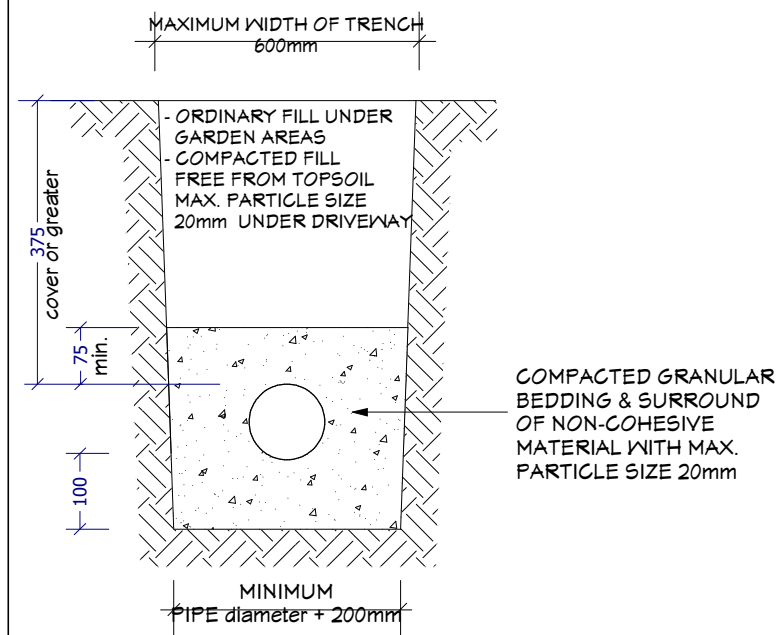 MAXIMUM WIDTH OF TRENCH
600mm
- ORDINARY FILL UNDER
GARDEN AREAS
- COMPACTED FILL
FREE FROM TOPSOIL
MAX. PARTICLE SIZE
20mm UNDER DRIVEWAY
375
cover or greater
75
min.
100
COMPACTED GRANULAR
BEDDING & SURROUND
OF NON-COHESIVE
MATERIAL WITH MAX.
PARTICLE SIZE 20mm
MINIMUM
PIPE diameter + 200mm